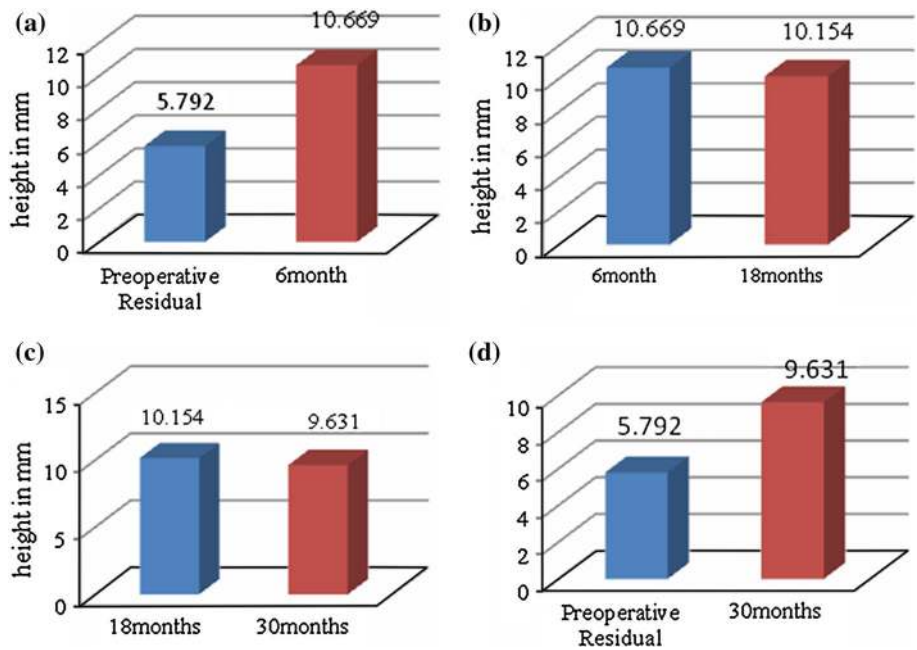 (a)
height in mm
12
10
8
6
4
2
0
5.792
10.669
Preoperative
Residual
6month
(b)
height in mm
12
10
8
6
4
2
0
10.669
10.154
6month
18months
(c)
height in mm
15
10
5
0
10.154
9.631
18months
30months
(d)
10
8
6
4
2
0
5.792
9.631
Preoperative
Residual
30months